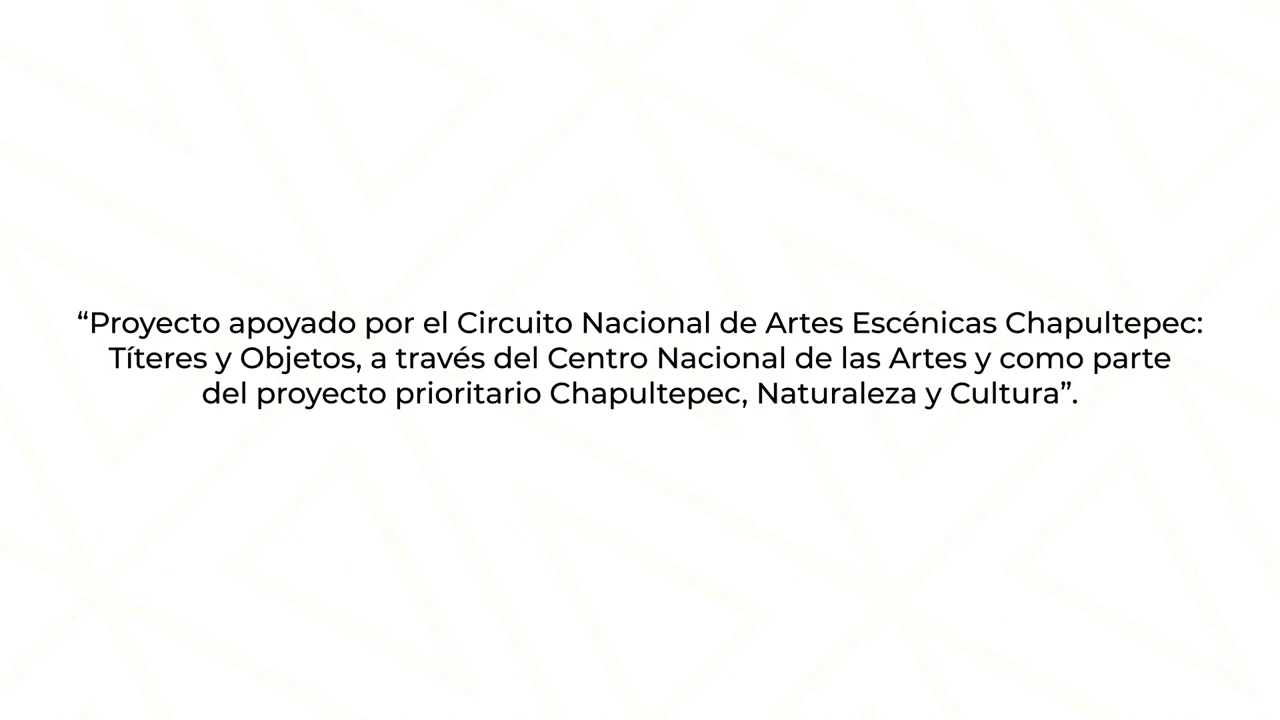 “Proyecto apoyado por el Circuito Nacional de Artes Escénicas Chapultepec:
Títeres y Objetos, a través del Centro Nacional de las Artes y como parte
del proyecto prioritario Chapultepec, Naturaleza y Cultura”.